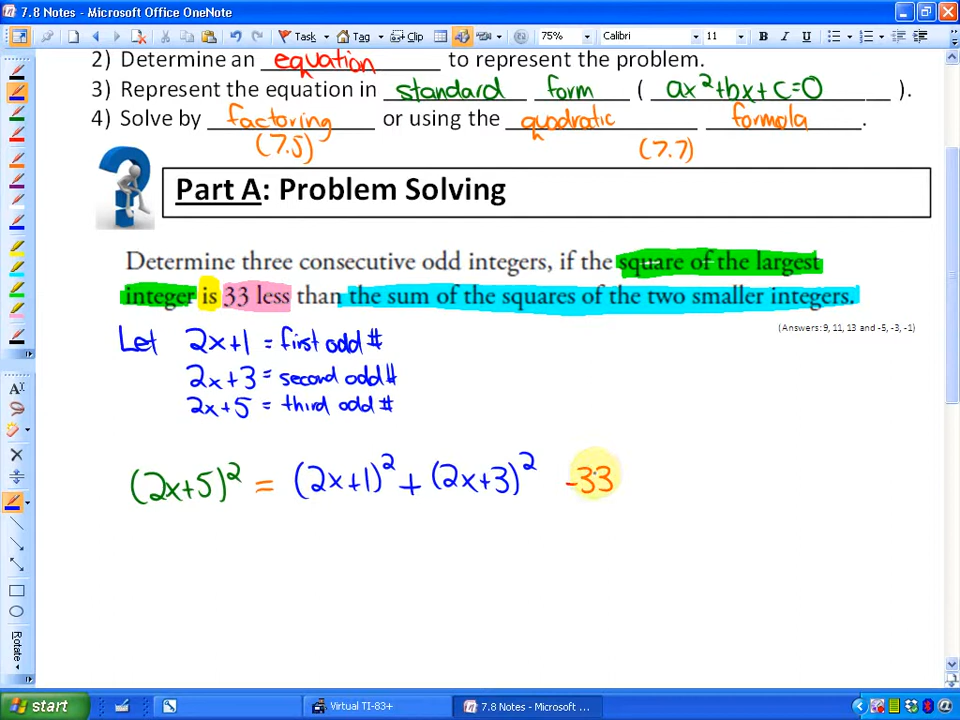 7.8 Notes - Microsoft Office OneNote
Task Tag Clip 75% Calibri 11 B I U
2) Determine an equation to represent the problem.
3) Represent the equation in standard form ( ax²+bx+c=0 ).
4) Solve by factoring or using the quadratic formula.
(7.5) (7.7)
Part A: Problem Solving
Determine three consecutive odd integers, if the square of the largest
integer is 33 less than the sum of the squares of the two smaller integers.
(Answers: 9, 11, 13 and -5, -3, -1)
Let 2x+1 = first odd #
2x+3 = second odd #
2x+5 = third odd #
(2x+5)² = (2x+1)² + (2x+3)² -33
Rotate
start Virtual TI-83+ 7.8 Notes - Microsoft ...